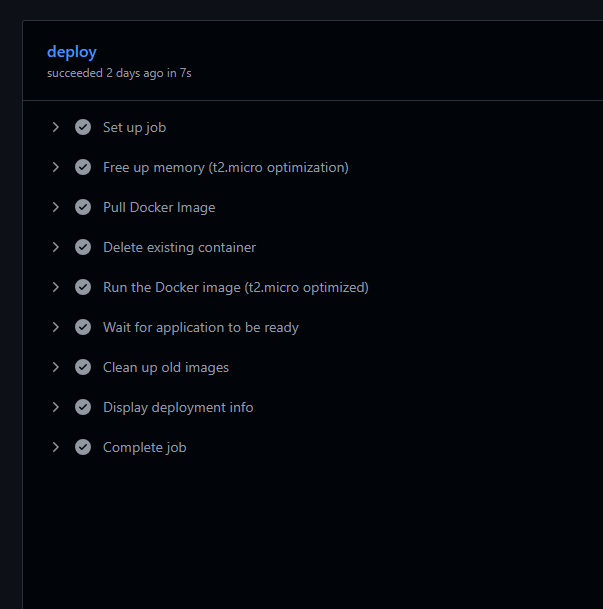 deploy
succeeded 2 days ago in 7s
Set up job
Free up memory (t2.micro optimization)
Pull Docker Image
Delete existing container
Run the Docker image (t2.micro optimized)
Wait for application to be ready
Clean up old images
Display deployment info
Complete job